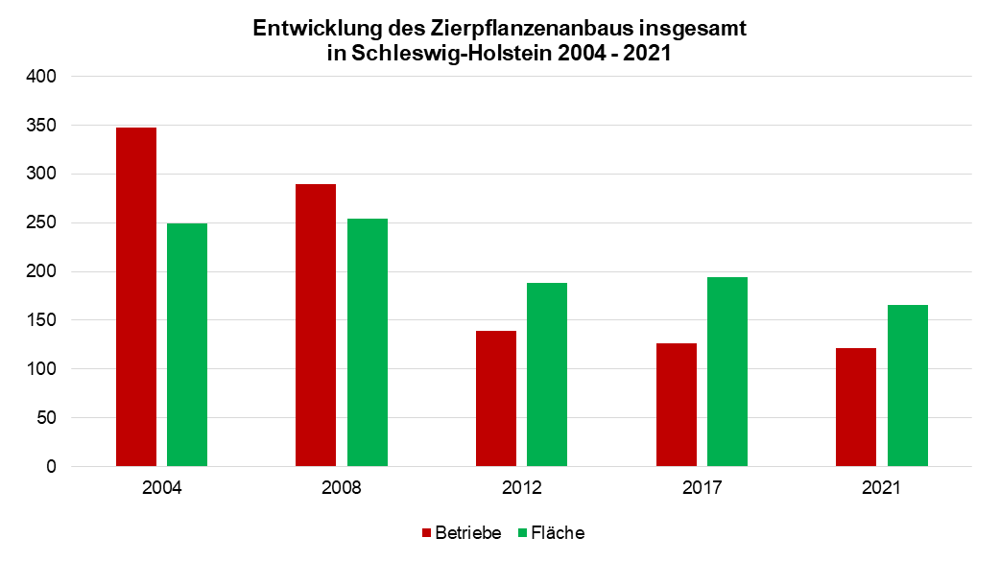 Entwicklung des Zierpflanzenanbaus insgesamt
in Schleswig-Holstein 2004 - 2021
400
350
300
250
200
150
100
50
0
2004 2008 2012 2017 2021
Betriebe Fläche